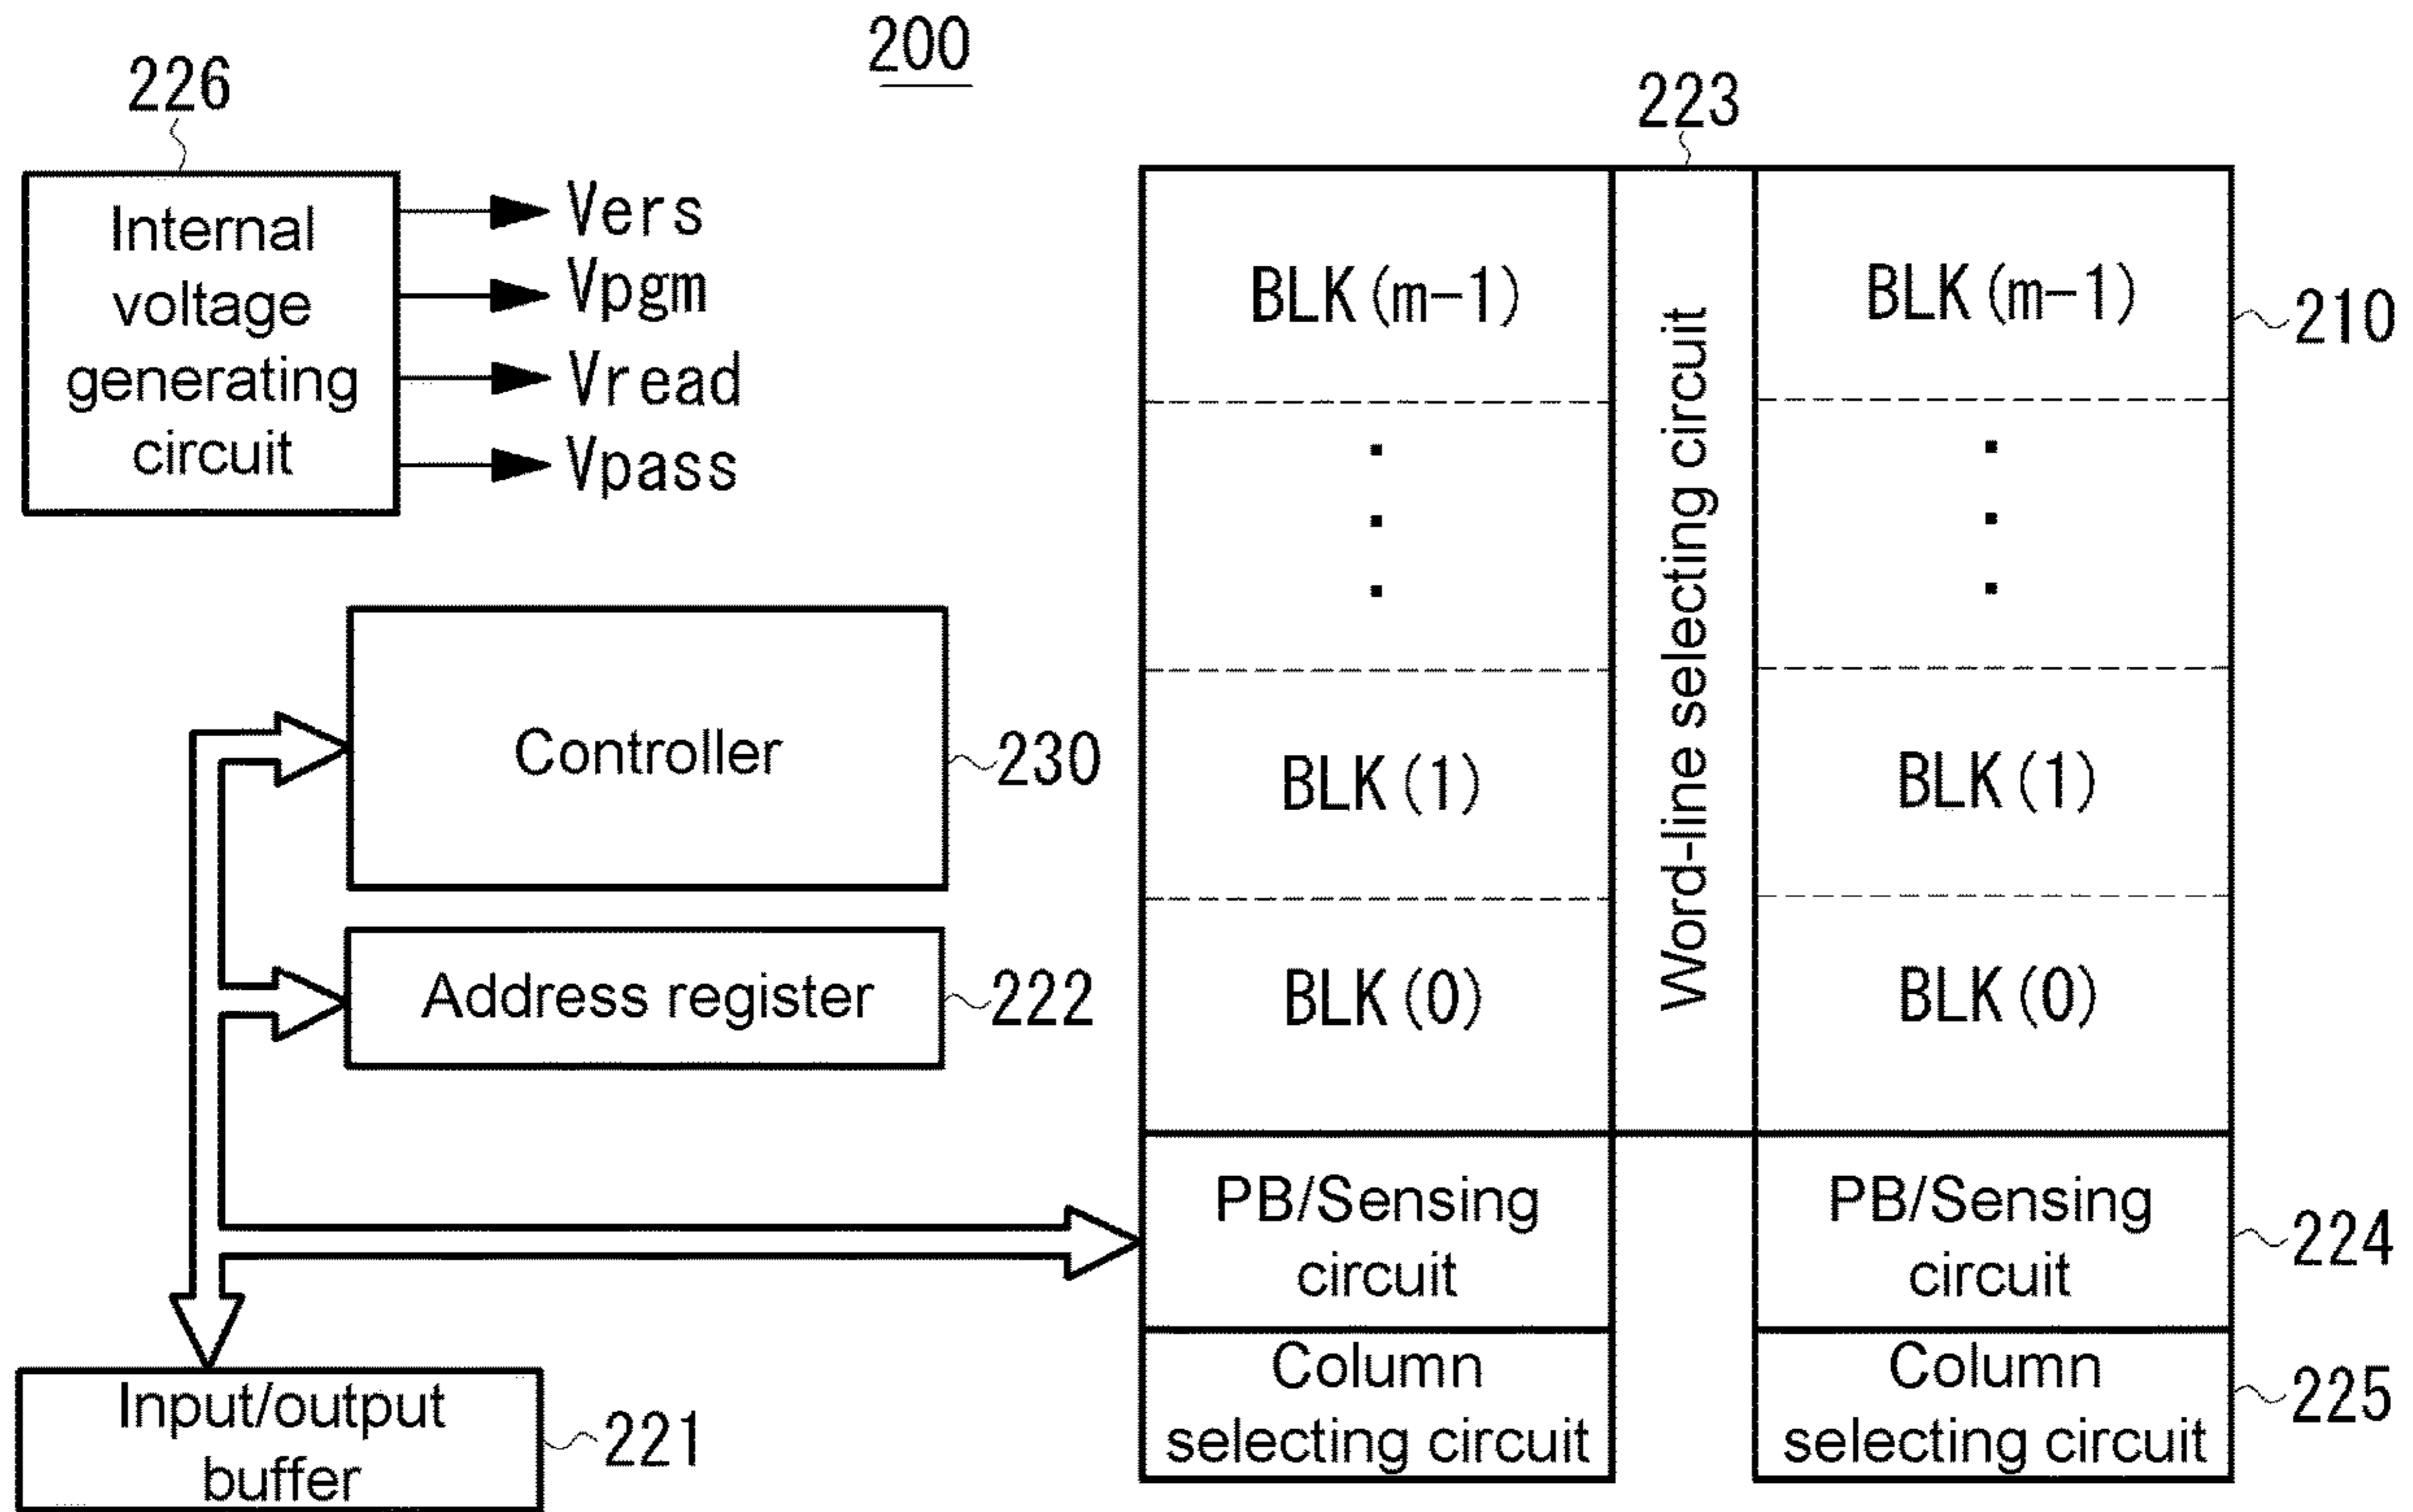 200
226
Internal
voltage
generating
circuit
Vers
Vpgm
Vread
Vpass
Controller
230
Address register
222
Input/output
buffer
221
223
BLK(m-1)
BLK(1)
BLK(0)
PB/Sensing
circuit
Column
selecting circuit
Word-line selecting circuit
BLK(m-1)
210
BLK(1)
BLK(0)
PB/Sensing
circuit
224
Column
selecting circuit
225